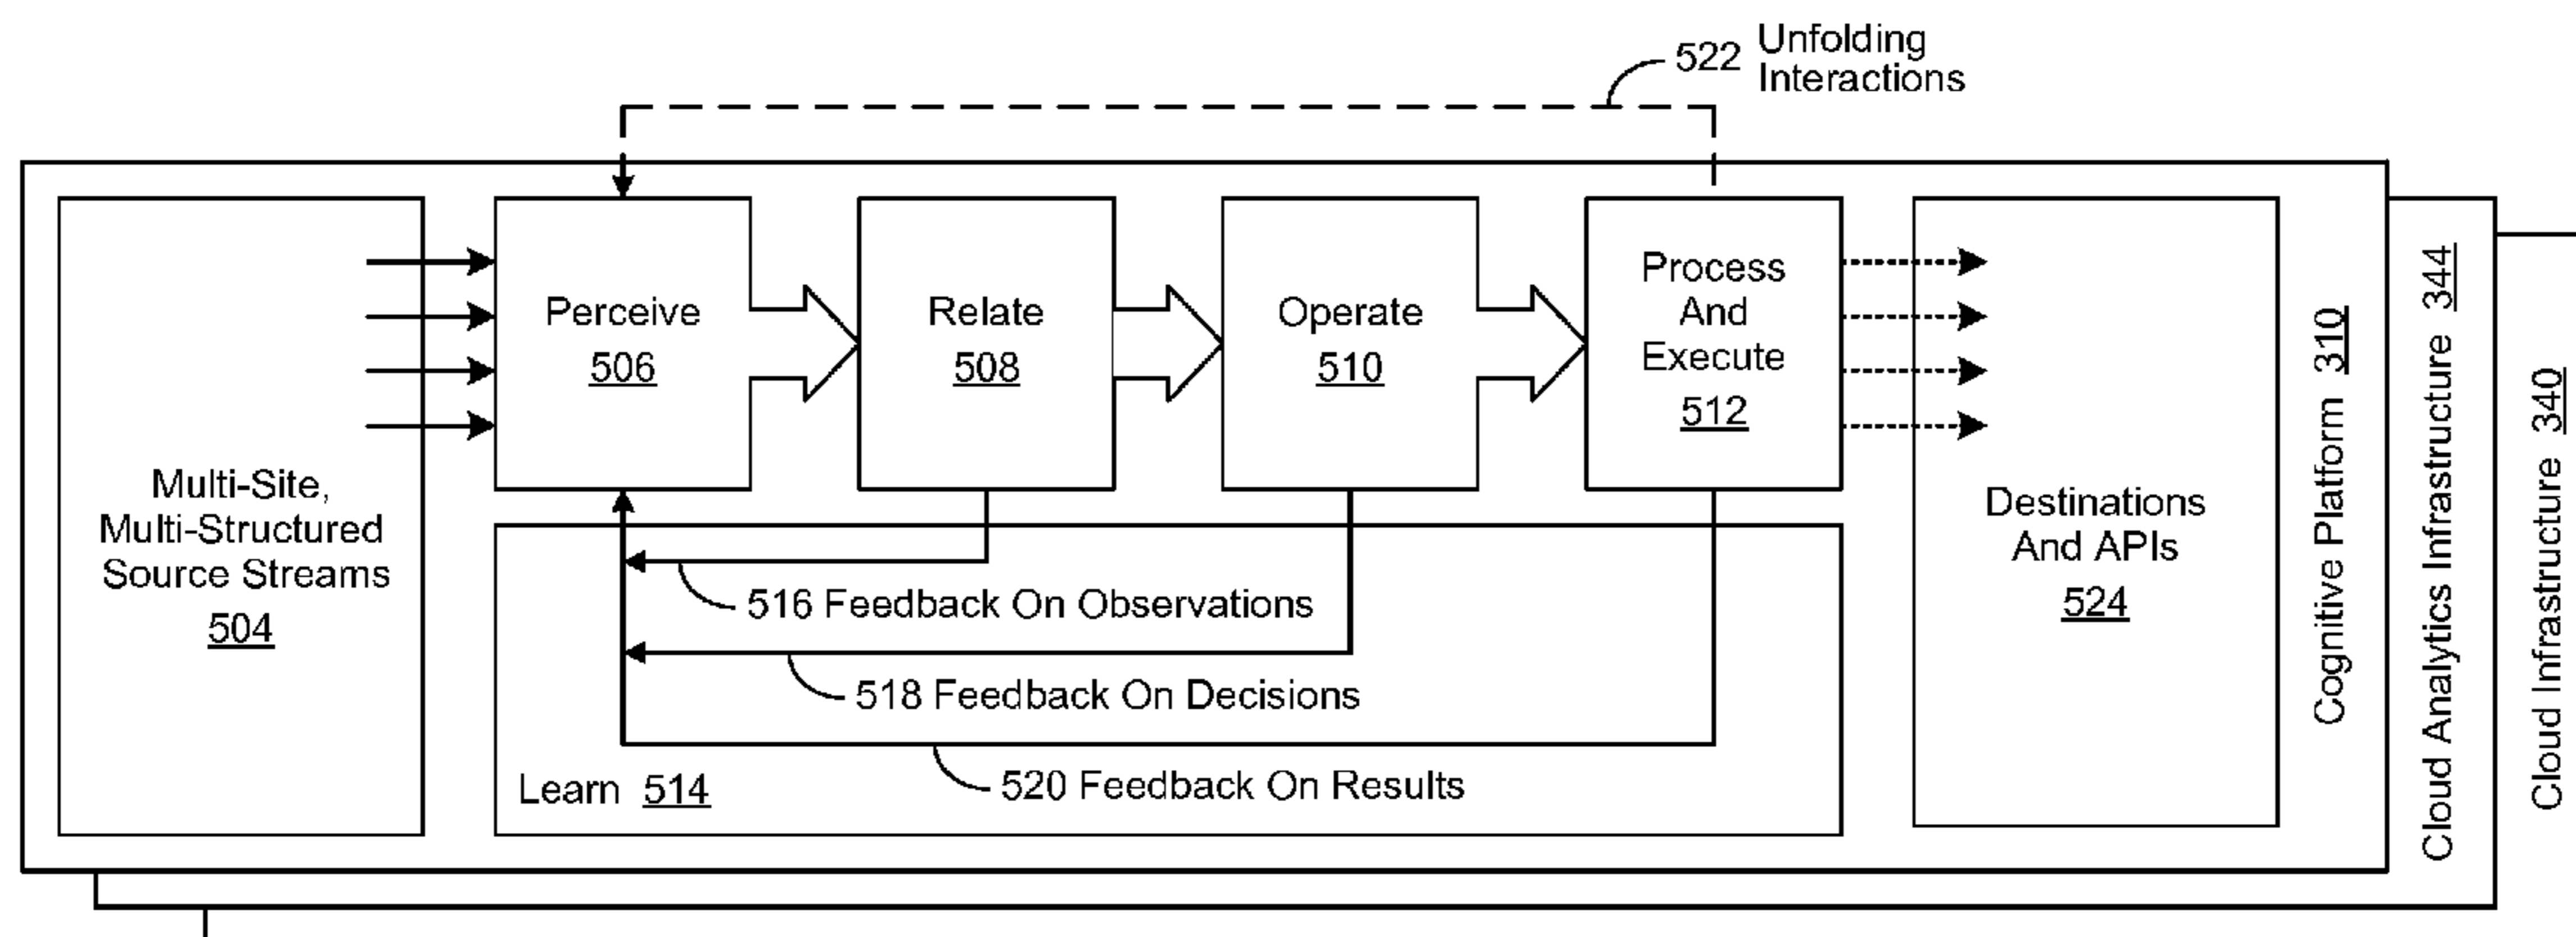 522 Unfolding
Interactions
Multi-Site,
Multi-Structured
Source Streams
504
Perceive
506
Relate
508
Operate
510
Process
And
Execute
512
Destinations
And APIs
524
516 Feedback On Observations
518 Feedback On Decisions
520 Feedback On Results
Learn 514
Cognitive Platform 310
Cloud Analytics Infrastructure 344
Cloud Infrastructure 340